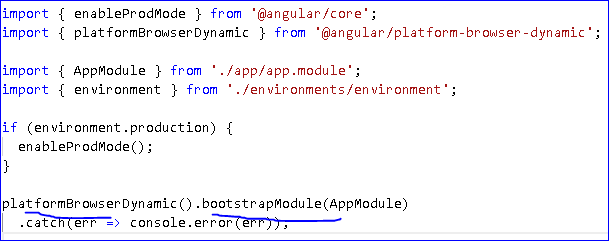 import { enableProdMode } from '@angular/core';
import { platformBrowserDynamic } from '@angular/platform-browser-dynamic';
import { AppModule } from './app/app.module';
import { environment } from './environments/environment';
if (environment.production) {
enableProdMode();
}
platformBrowserDynamic().bootstrapModule(AppModule)
.catch(err => console.error(err));